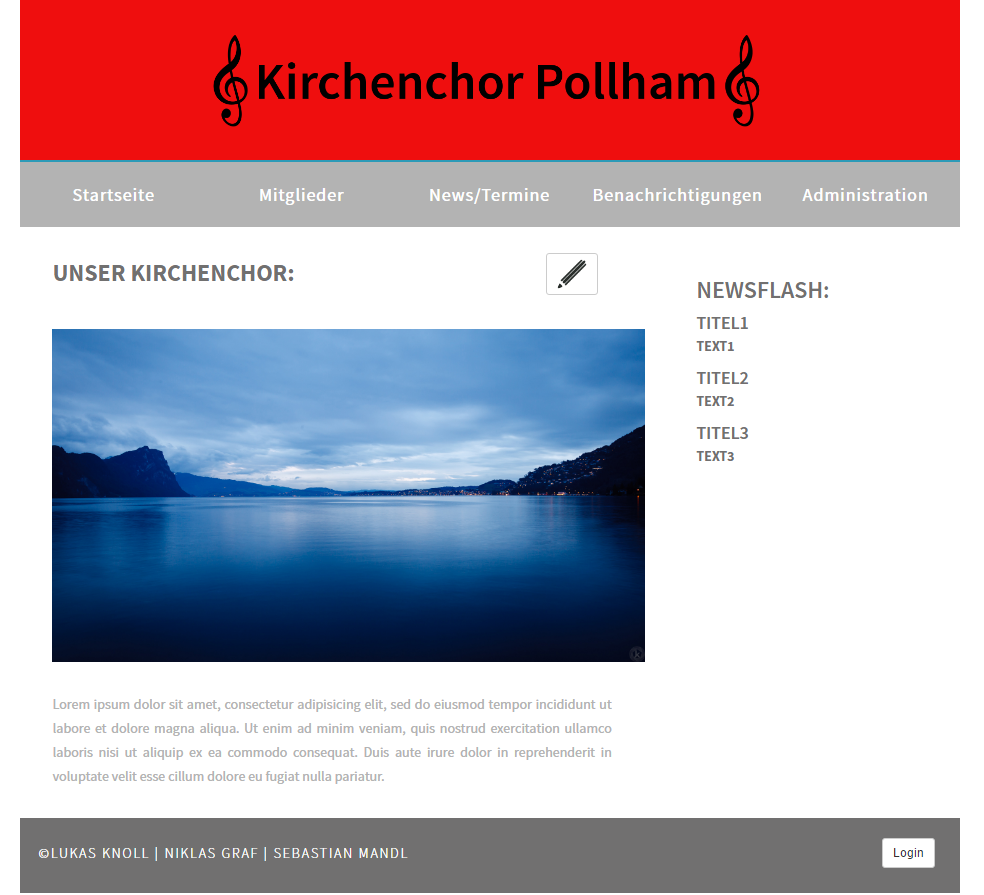 Kirchenchor Pollham
Startseite Mitglieder News/Termine Benachrichtigungen Administration
UNSER KIRCHENCHOR:
NEWSFLASH:
TITEL1
TEXT1
TITEL2
TEXT2
TITEL3
TEXT3
Lorem ipsum dolor sit amet, consectetur adipisicing elit, sed do eiusmod tempor incididunt ut
labore et dolore magna aliqua. Ut enim ad minim veniam, quis nostrud exercitation ullamco
laboris nisi ut aliquip ex ea commodo consequat. Duis aute irure dolor in reprehenderit in
voluptate velit esse cillum dolore eu fugiat nulla pariatur.
©LUKAS KNOLL | NIKLAS GRAF | SEBASTIAN MANDL
Login